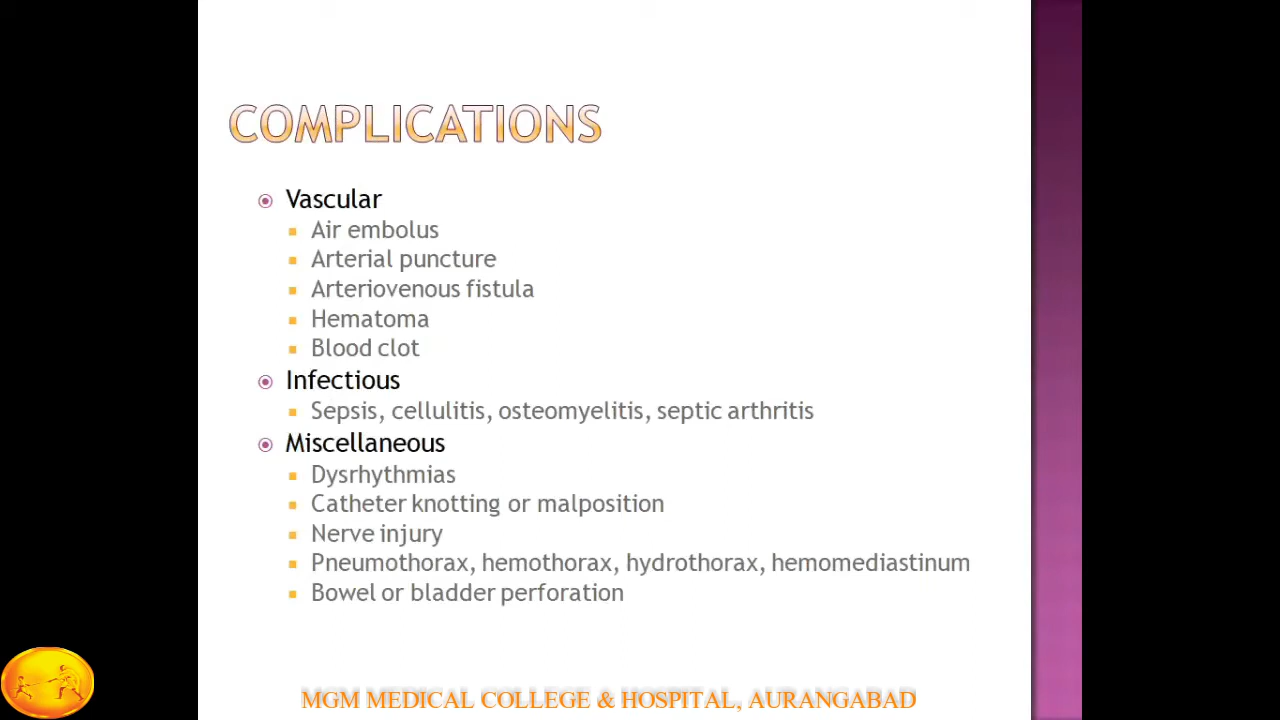 COMPLICATIONS
Vascular
Air embolus
Arterial puncture
Arteriovenous fistula
Hematoma
Blood clot
Infectious
Sepsis, cellulitis, osteomyelitis, septic arthritis
Miscellaneous
Dysrhythmias
Catheter knotting or malposition
Nerve injury
Pneumothorax, hemothorax, hydrothorax, hemomediastinum
Bowel or bladder perforation
MGM MEDICAL COLLEGE & HOSPITAL, AURANGABAD